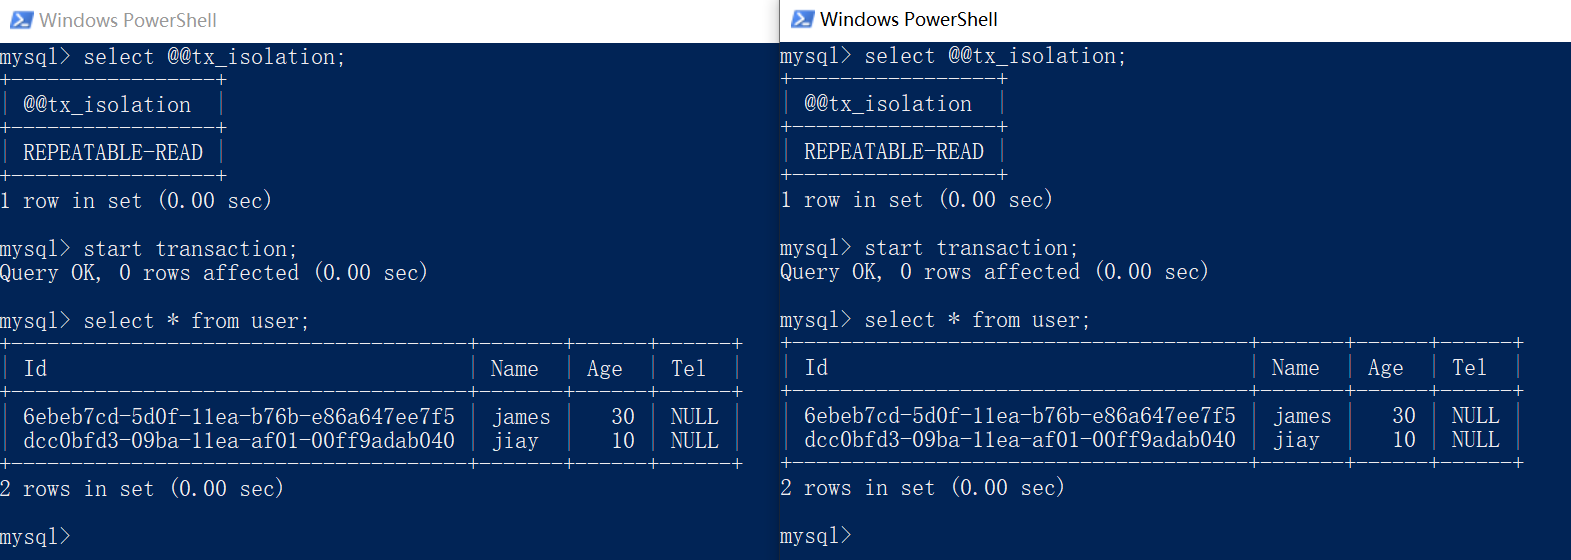 Windows PowerShell
mysql> select @@tx_isolation;
+-----------------+
| @@tx_isolation  |
+-----------------+
| REPEATABLE-READ |
+-----------------+
1 row in set (0.00 sec)
mysql> start transaction;
Query OK, 0 rows affected (0.00 sec)
mysql> select * from user;
+--------------------------------------+-------+------+------+
| Id                                   | Name  | Age  | Tel  |
+--------------------------------------+-------+------+------+
| 6ebeb7cd-5d0f-11ea-b76b-e86a647ee7f5 | james |   30 | NULL |
| dcc0bfd3-09ba-11ea-af01-00ff9adab040 | jiay  |   10 | NULL |
+--------------------------------------+-------+------+------+
2 rows in set (0.00 sec)
mysql>
Windows PowerShell
mysql> select @@tx_isolation;
+-----------------+
| @@tx_isolation  |
+-----------------+
| REPEATABLE-READ |
+-----------------+
1 row in set (0.00 sec)
mysql> start transaction;
Query OK, 0 rows affected (0.00 sec)
mysql> select * from user;
+--------------------------------------+-------+------+------+
| Id                                   | Name  | Age  | Tel  |
+--------------------------------------+-------+------+------+
| 6ebeb7cd-5d0f-11ea-b76b-e86a647ee7f5 | james |   30 | NULL |
| dcc0bfd3-09ba-11ea-af01-00ff9adab040 | jiay  |   10 | NULL |
+--------------------------------------+-------+------+------+
2 rows in set (0.00 sec)
mysql>